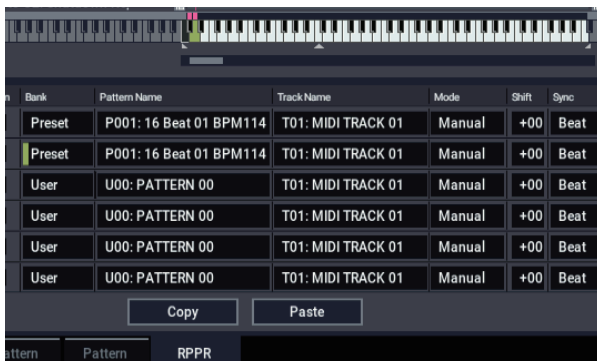 Bank Pattern Name Track Name Mode Shift Sync
Preset P001: 16 Beat 01 BPM114 T01: MIDI TRACK 01 Manual +00 Beat
Preset P001: 16 Beat 01 BPM114 T01: MIDI TRACK 01 Manual +00 Beat
User U00: PATTERN 00 T01: MIDI TRACK 01 Manual +00 Beat
User U00: PATTERN 00 T01: MIDI TRACK 01 Manual +00 Beat
User U00: PATTERN 00 T01: MIDI TRACK 01 Manual +00 Beat
User U00: PATTERN 00 T01: MIDI TRACK 01 Manual +00 Beat
Copy Paste
attern Pattern RPPR